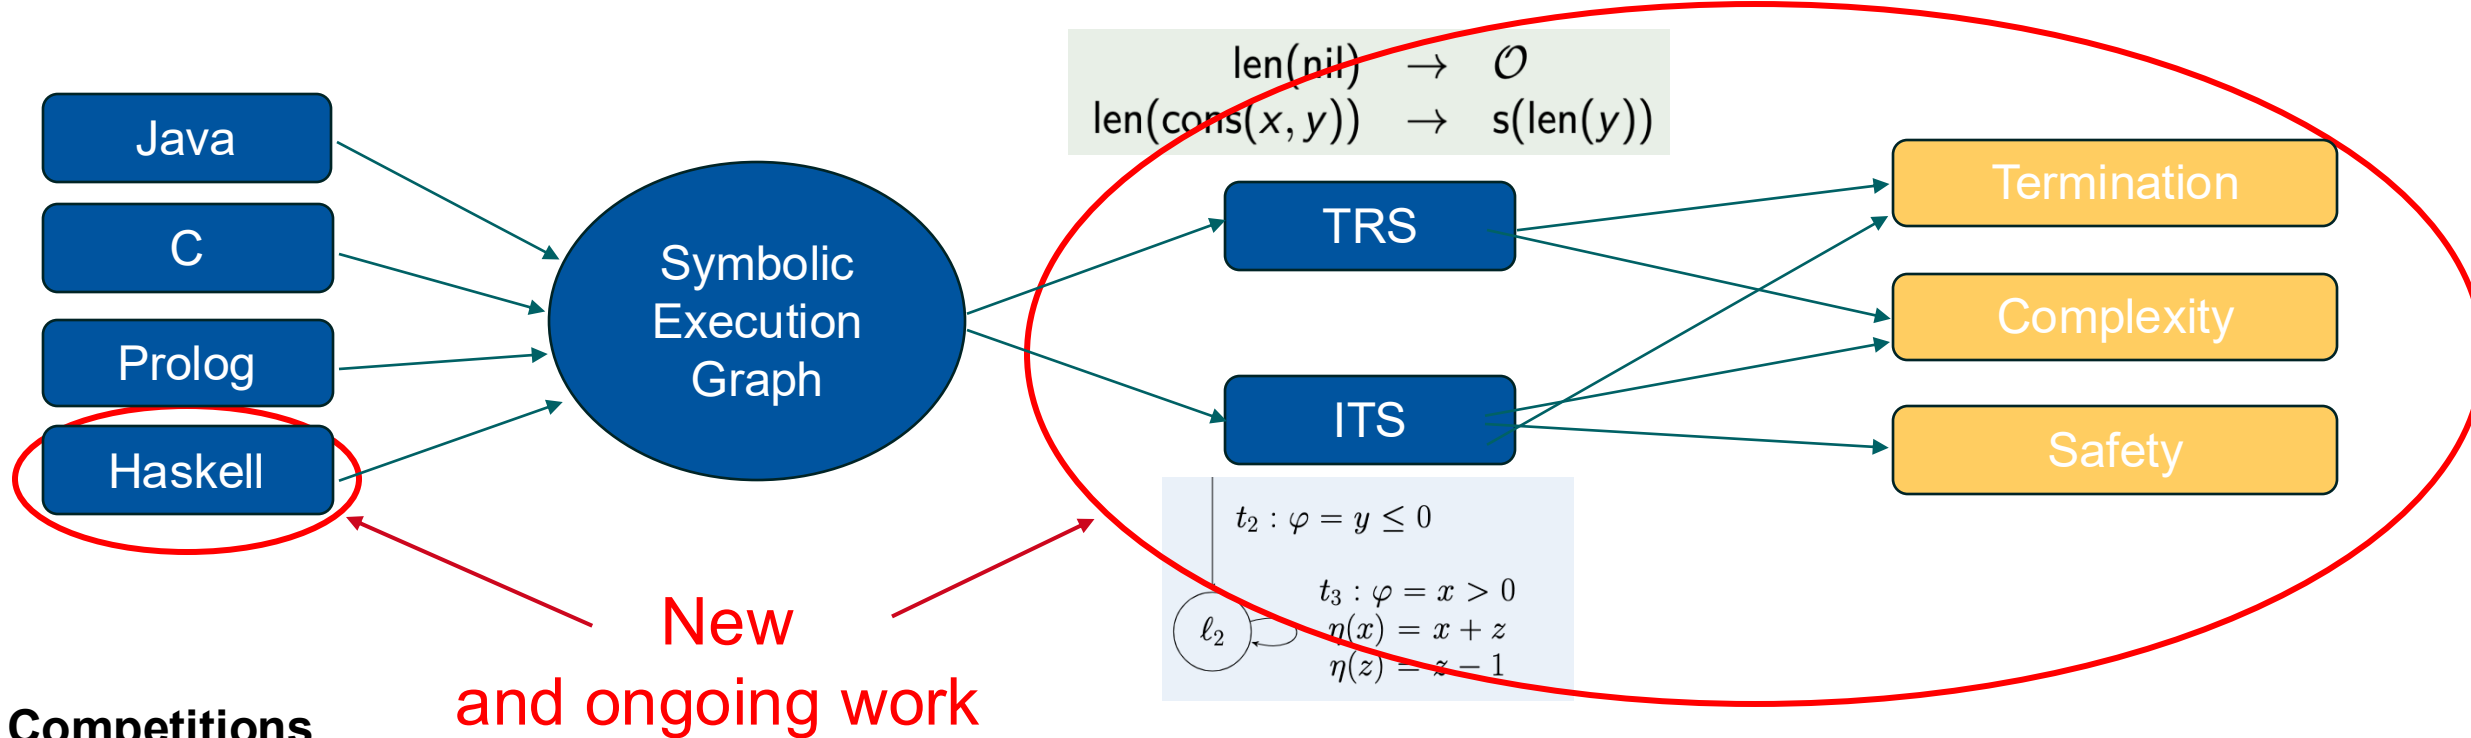 len(nil) → 𝒪
len(cons(x, y)) → s(len(y))
Java
C
Prolog
Haskell
Symbolic
Execution
Graph
TRS
ITS
Termination
Complexity
Safety
t₂ : φ = y ≤ 0
t₃ : φ = x > 0
η(x) = x + z
η(z) = z − 1
ℓ₂
New
and ongoing work
Competitions